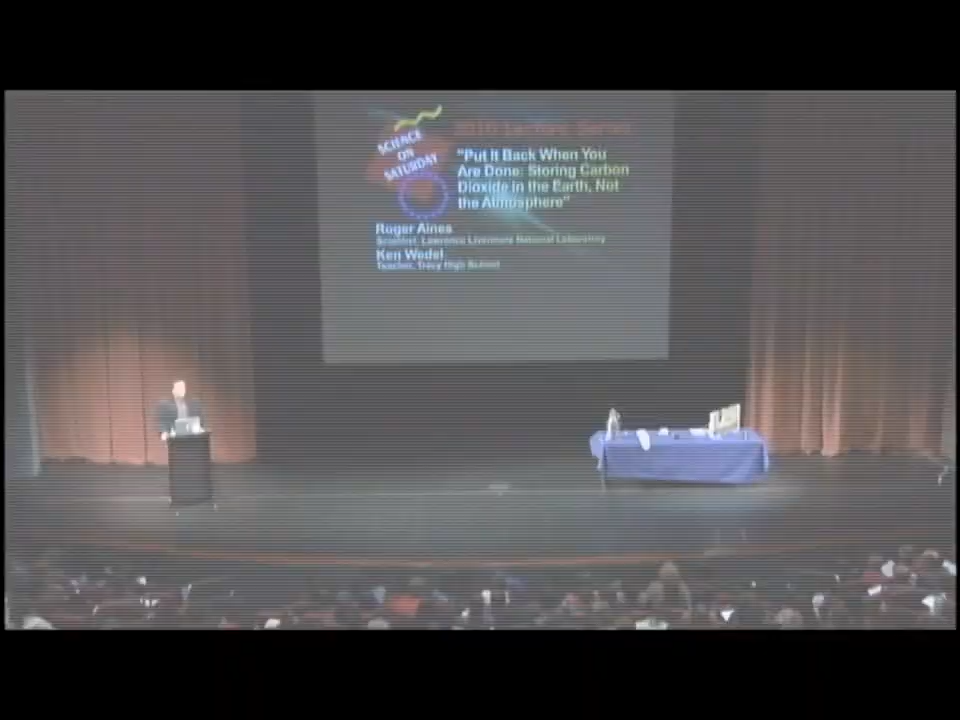 SCIENCE
ON
SATURDAY
2010 Lecture Series
"Put It Back When You
Are Done: Storing Carbon
Dioxide in the Earth, Not
the Atmosphere"
Roger Aines
Scientist, Lawrence Livermore National Laboratory
Ken Wedel
Teacher, Tracy High School